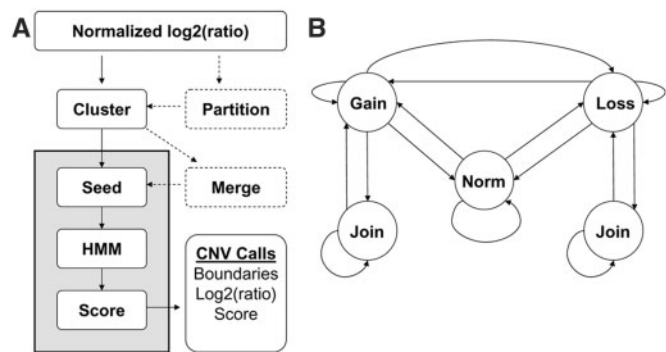 A
Normalized log2(ratio)
Cluster
Partition
Seed
Merge
HMM
Score
CNV Calls
Boundaries
Log2(ratio)
Score
B
Gain
Loss
Norm
Join
Join